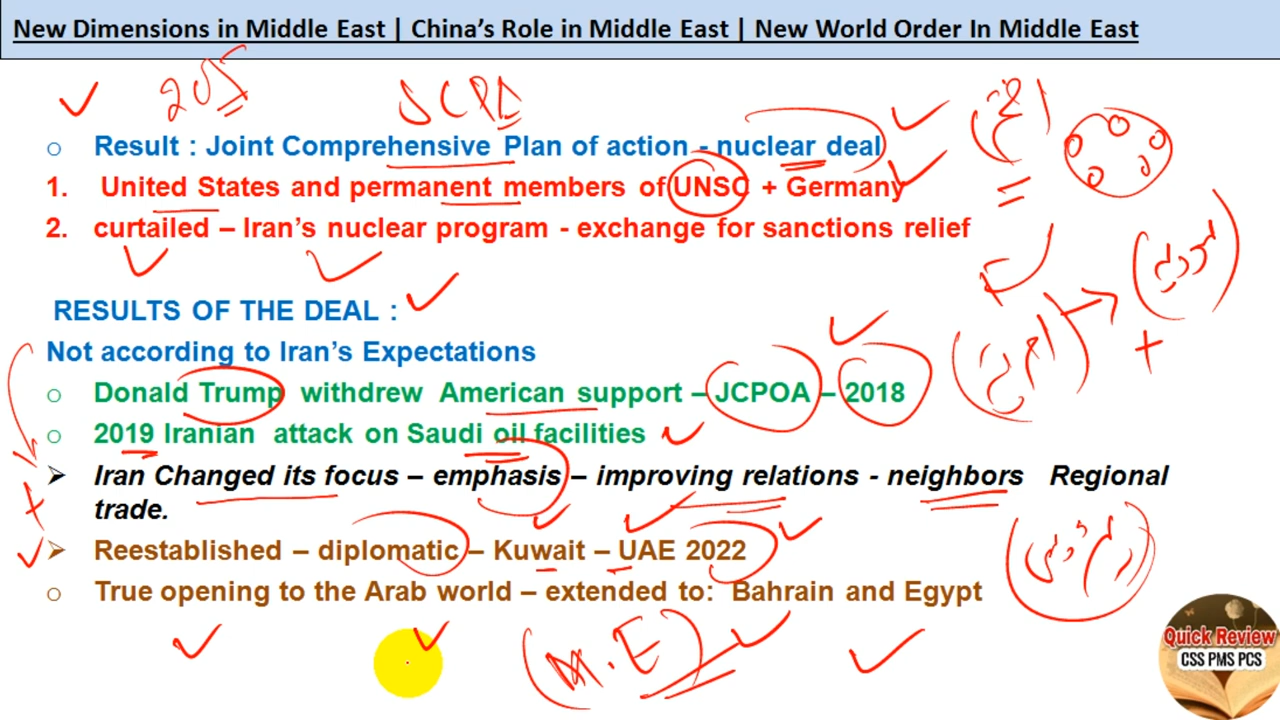 New Dimensions in Middle East | China's Role in Middle East | New World Order In Middle East
Result : Joint Comprehensive Plan of action - nuclear deal
1. United States and permanent members of UNSC + Germany
2. curtailed – Iran's nuclear program - exchange for sanctions relief
RESULTS OF THE DEAL :
Not according to Iran's Expectations
Donald Trump withdrew American support – JCPOA – 2018
2019 Iranian attack on Saudi oil facilities
Iran Changed its focus – emphasis – improving relations - neighbors Regional
trade.
Reestablished – diplomatic – Kuwait – UAE 2022
True opening to the Arab world – extended to: Bahrain and Egypt
(M.E)
Quick Review
CSS PMS PCS